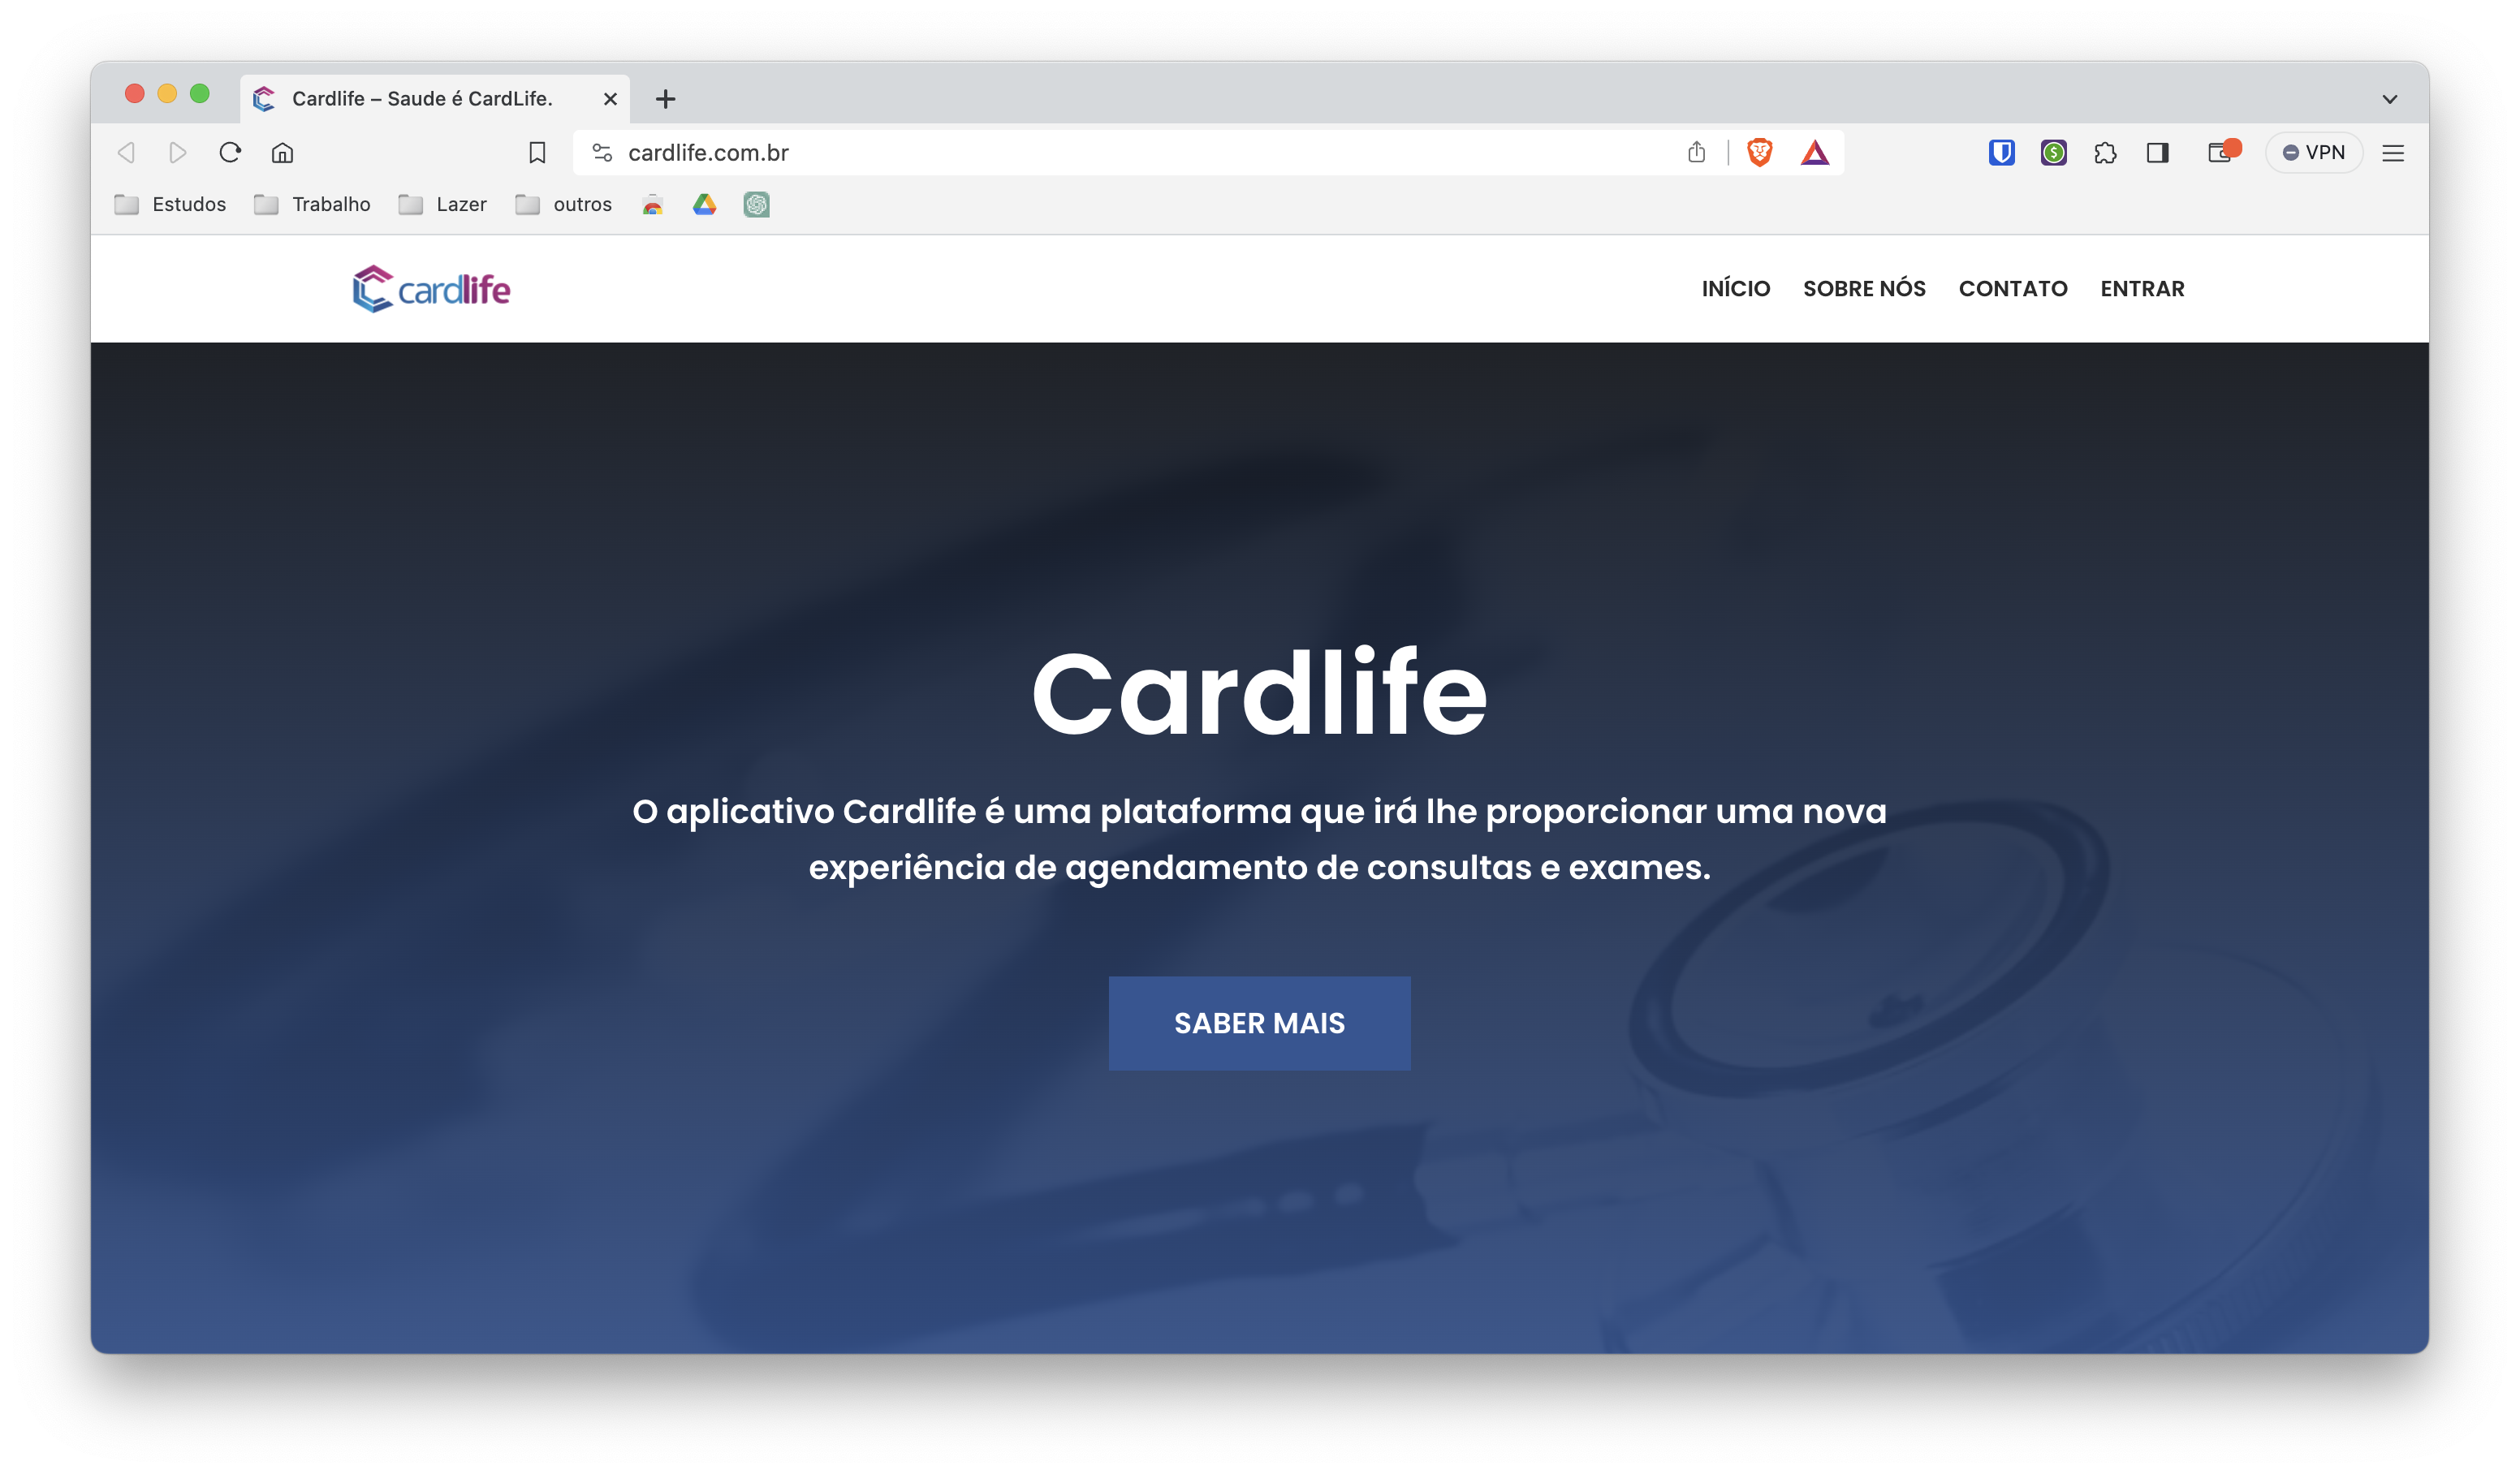 Cardlife – Saude é CardLife.
cardlife.com.br
VPN
Estudos
Trabalho
Lazer
outros
cardlife
INÍCIO
SOBRE NÓS
CONTATO
ENTRAR
Cardlife
O aplicativo Cardlife é uma plataforma que irá lhe proporcionar uma nova
experiência de agendamento de consultas e exames.
SABER MAIS